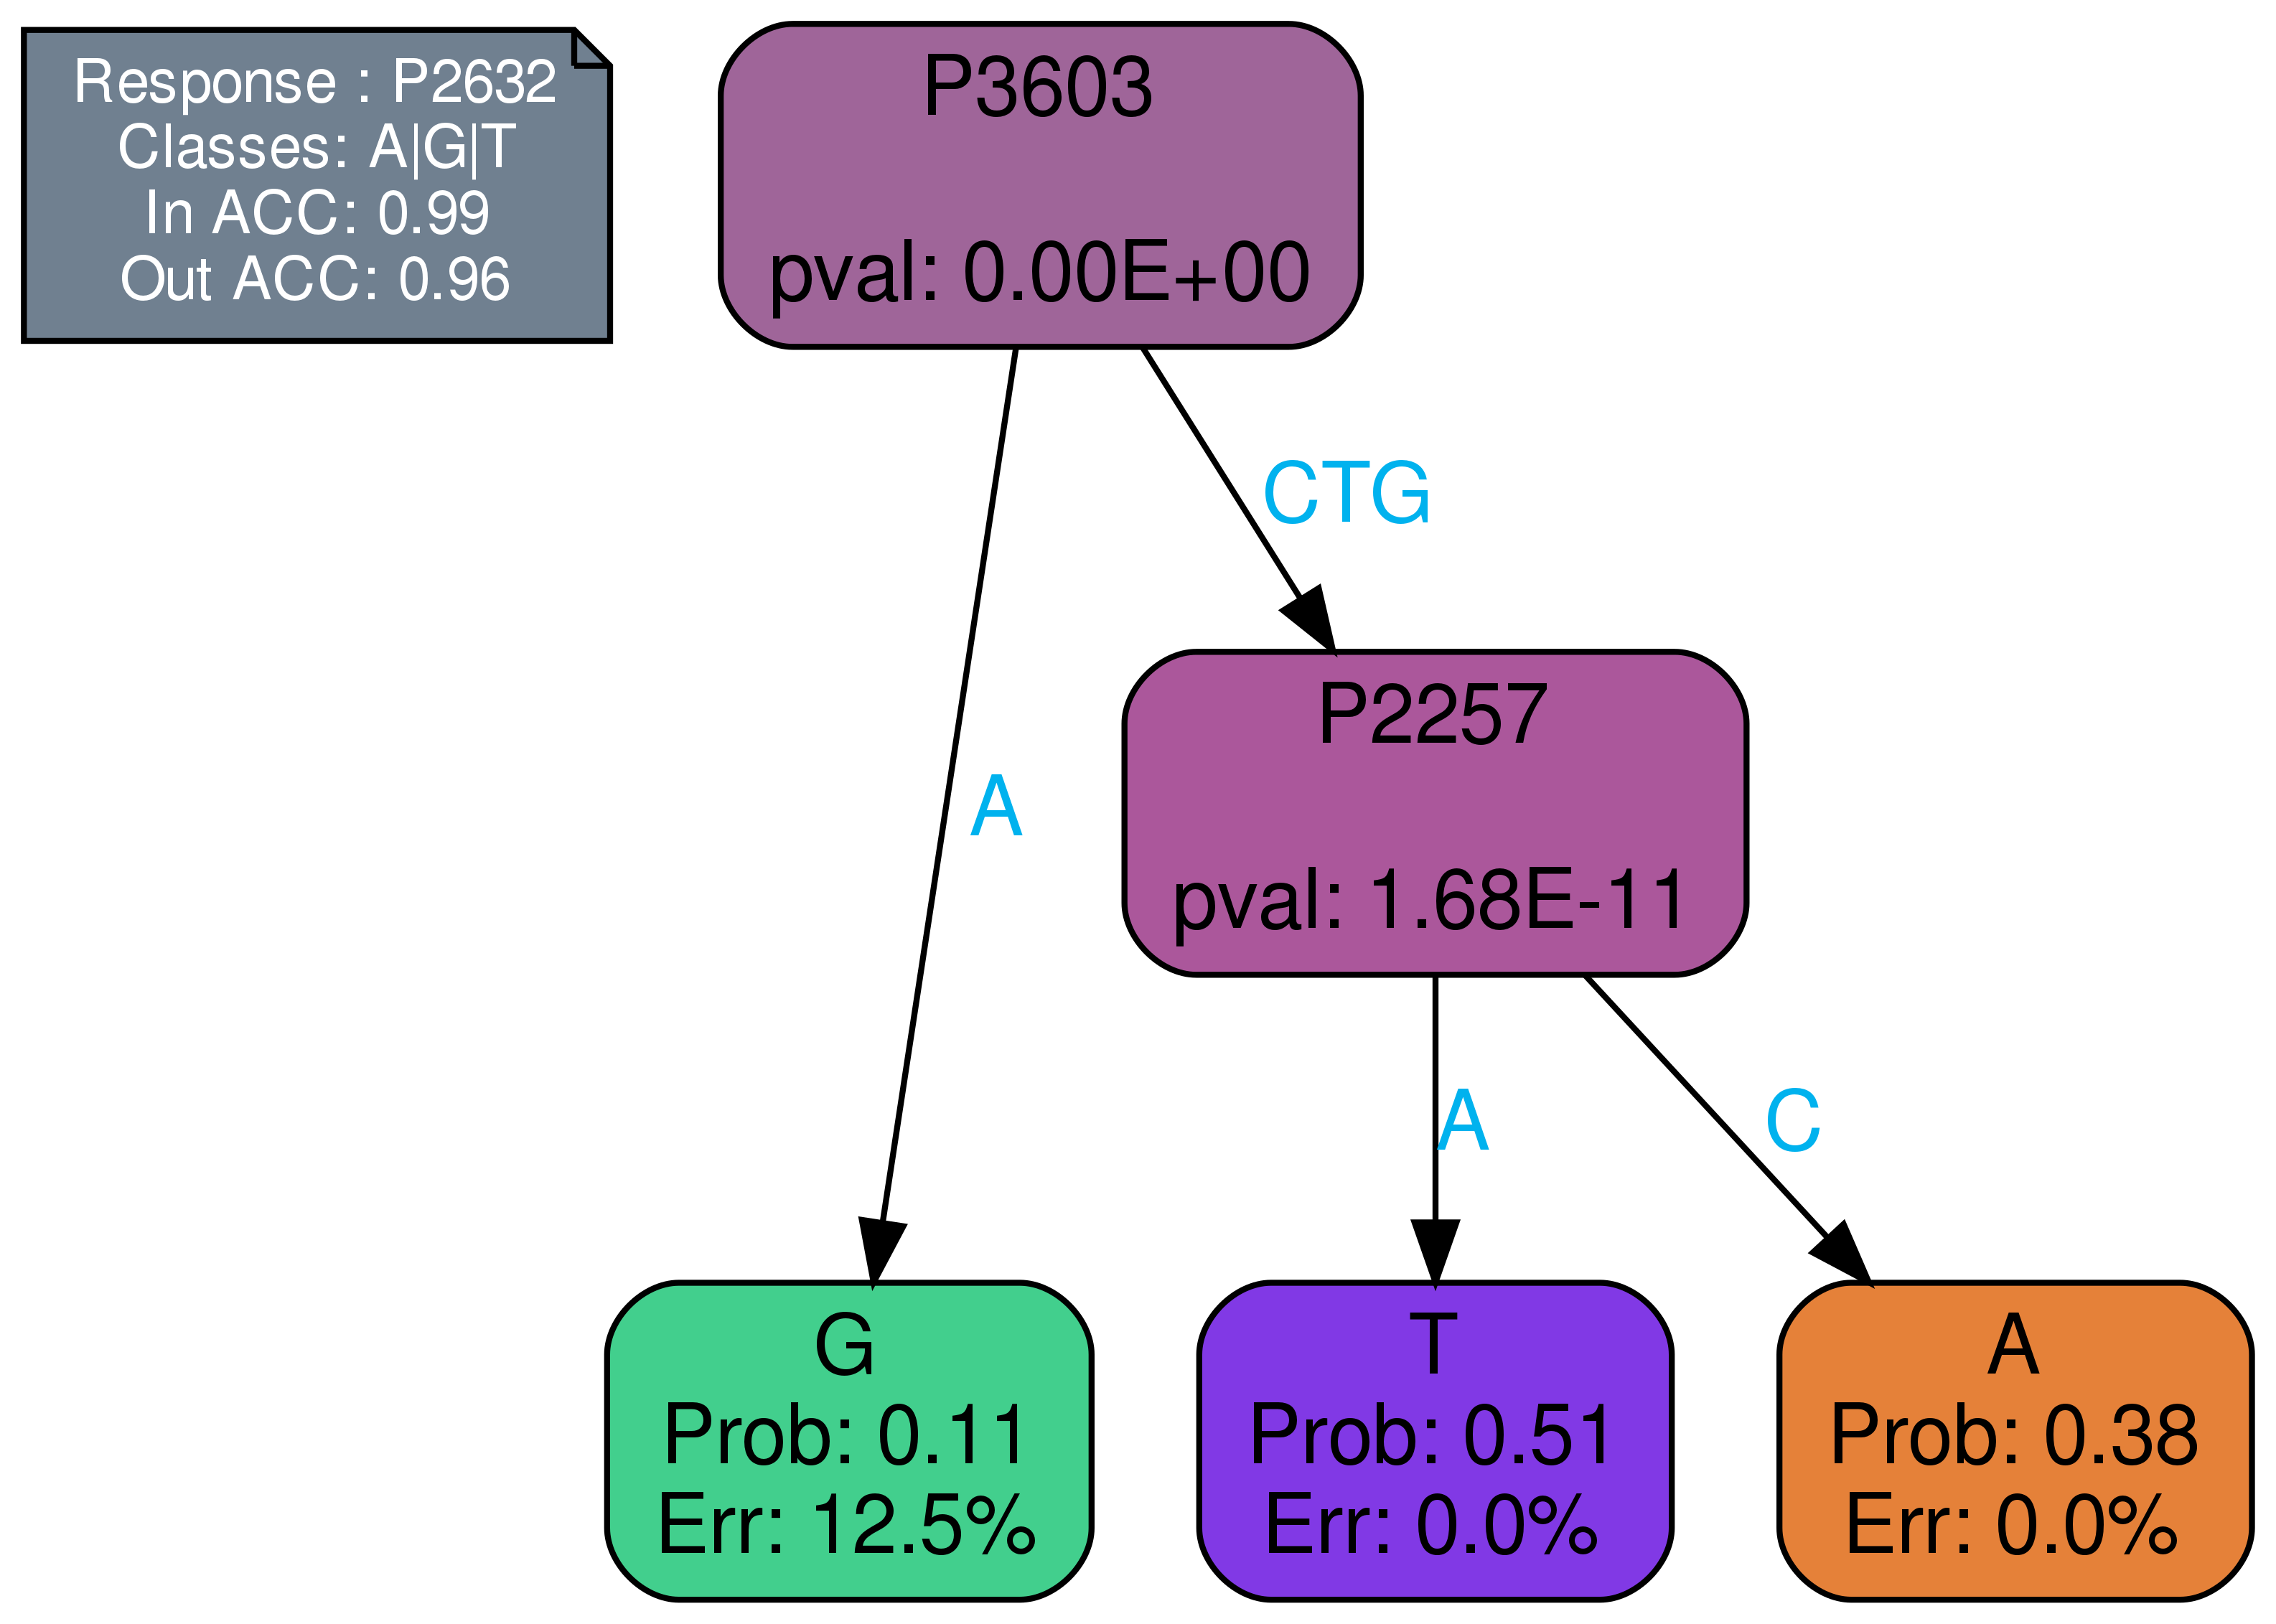 Response : P2632
Classes: A|G|T
In ACC: 0.99
Out ACC: 0.96
P3603
pval: 0.00E+00
CTG
A
P2257
pval: 1.68E-11
A
C
G
Prob: 0.11
Err: 12.5%
T
Prob: 0.51
Err: 0.0%
A
Prob: 0.38
Err: 0.0%